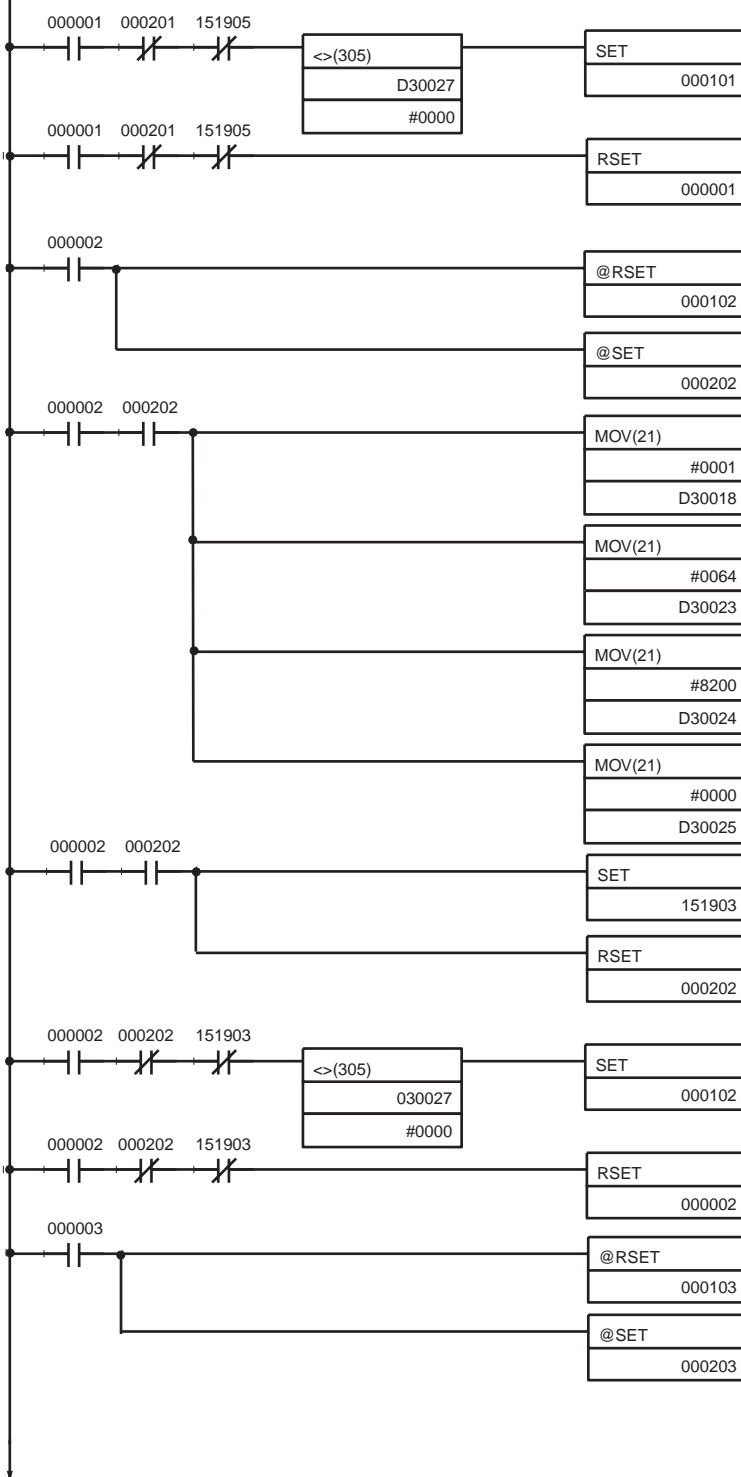 000001 000201 151905
<>(305)
D30027
#0000
SET
000101
000001 000201 151905
RSET
000001
000002
@RSET
000102
@SET
000202
000002 000202
MOV(21)
#0001
D30018
MOV(21)
#0064
D30023
MOV(21)
#8200
D30024
MOV(21)
#0000
D30025
000002 000202
SET
151903
RSET
000202
000002 000202 151903
<>(305)
030027
#0000
SET
000102
000002 000202 151903
RSET
000002
000003
@RSET
000103
@SET
000203